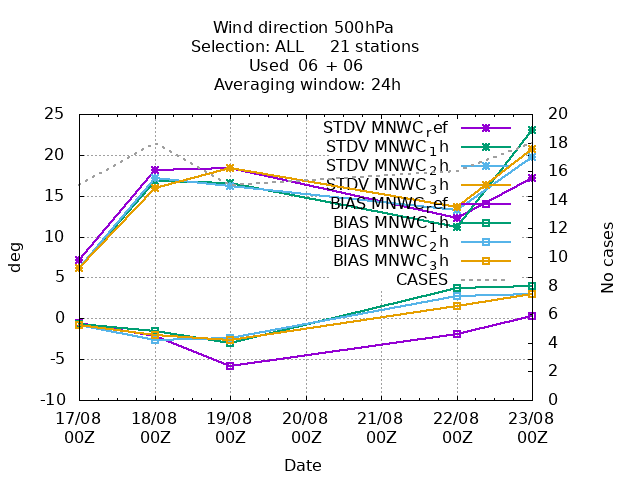 Wind direction 500hPa
Selection: ALL 21 stations
Used 06 + 06
Averaging window: 24h
25
20
15
10
5
0
-5
-10
deg
20
18
16
14
12
10
8
6
4
2
0
No cases
STDV MNWC_ref
STDV MNWC_1h
STDV MNWC_2h
STDV MNWC_3h
BIAS MNWC_ref
BIAS MNWC_1h
BIAS MNWC_2h
BIAS MNWC_3h
CASES
17/08 18/08 19/08 20/08 21/08 22/08 23/08
00Z 00Z 00Z 00Z 00Z 00Z 00Z
Date